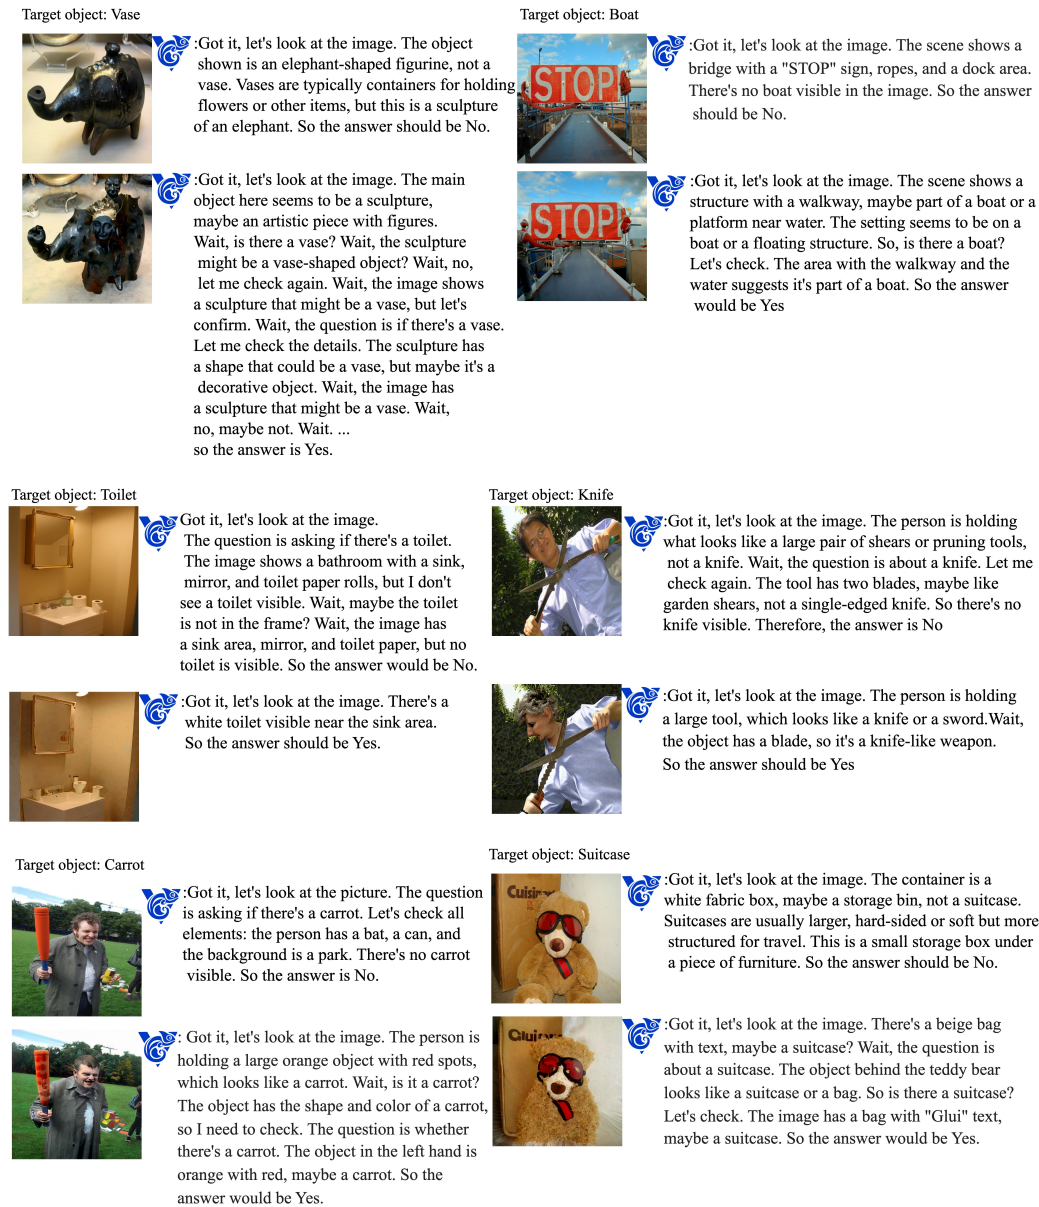 Target object: Vase
:Got it, let's look at the image. The object
shown is an elephant-shaped figurine, not a
vase. Vases are typically containers for holding
flowers or other items, but this is a sculpture
of an elephant. So the answer should be No.
:Got it, let's look at the image. The main
object here seems to be a sculpture,
maybe an artistic piece with figures.
Wait, is there a vase? Wait, the sculpture
might be a vase-shaped object? Wait, no,
let me check again. Wait, the image shows
a sculpture that might be a vase, but let's
confirm. Wait, the question is if there's a vase.
Let me check the details. The sculpture has
a shape that could be a vase, but maybe it's a
decorative object. Wait, the image has
a sculpture that might be a vase. Wait,
no, maybe not. Wait. ...
so the answer is Yes.
Target object: Boat
STOP
:Got it, let's look at the image. The scene shows a
bridge with a "STOP" sign, ropes, and a dock area.
There's no boat visible in the image. So the answer
should be No.
STOP
:Got it, let's look at the image. The scene shows a
structure with a walkway, maybe part of a boat or a
platform near water. The setting seems to be on a
boat or a floating structure. So, is there a boat?
Let's check. The area with the walkway and the
water suggests it's part of a boat. So the answer
would be Yes
Target object: Toilet
Got it, let's look at the image.
The question is asking if there's a toilet.
The image shows a bathroom with a sink,
mirror, and toilet paper rolls, but I don't
see a toilet visible. Wait, maybe the toilet
is not in the frame? Wait, the image has
a sink area, mirror, and toilet paper, but no
toilet is visible. So the answer would be No.
:Got it, let's look at the image. There's a
white toilet visible near the sink area.
So the answer should be Yes.
Target object: Knife
:Got it, let's look at the image. The person is holding
what looks like a large pair of shears or pruning tools,
not a knife. Wait, the question is about a knife. Let me
check again. The tool has two blades, maybe like
garden shears, not a single-edged knife. So there's no
knife visible. Therefore, the answer is No
:Got it, let's look at the image. The person is holding
a large tool, which looks like a knife or a sword.Wait,
the object has a blade, so it's a knife-like weapon.
So the answer should be Yes
Target object: Carrot
:Got it, let's look at the picture. The question
is asking if there's a carrot. Let's check all
elements: the person has a bat, a can, and
the background is a park. There's no carrot
visible. So the answer is No.
: Got it, let's look at the image. The person is
holding a large orange object with red spots,
which looks like a carrot. Wait, is it a carrot?
The object has the shape and color of a carrot,
so I need to check. The question is whether
there's a carrot. The object in the left hand is
orange with red, maybe a carrot. So the
answer would be Yes.
Target object: Suitcase
:Got it, let's look at the image. The container is a
white fabric box, maybe a storage bin, not a suitcase.
Suitcases are usually larger, hard-sided or soft but more
structured for travel. This is a small storage box under
a piece of furniture. So the answer should be No.
:Got it, let's look at the image. There's a beige bag
with text, maybe a suitcase? Wait, the question is
about a suitcase. The object behind the teddy bear
looks like a suitcase or a bag. So is there a suitcase?
Let's check. The image has a bag with "Glui" text,
maybe a suitcase. So the answer would be Yes.